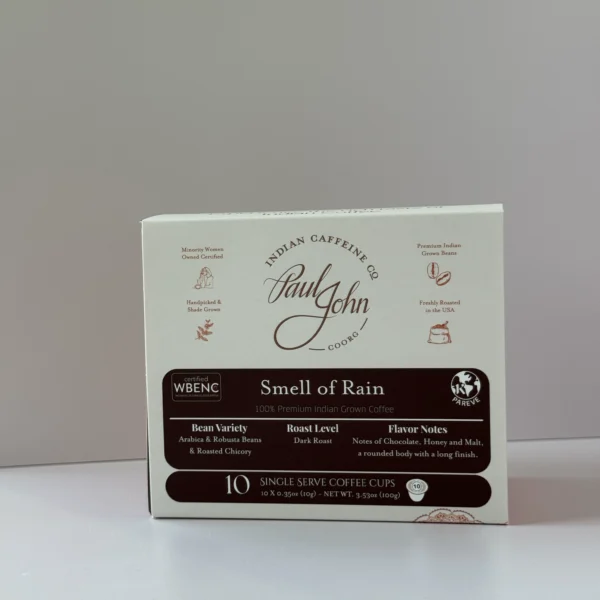 INDIAN CAFFEINE CO
Paul John
COORG
Minority Women
Owned Certified
Handpicked &
Shade Grown
Premium Indian
Grown Beans
Freshly Roasted
in the USA
certified
WBENC
Smell of Rain
100% Premium Indian Grown Coffee
K
PAREVE
Bean Variety
Arabica & Robusta Beans
& Roasted Chicory
Roast Level
Dark Roast
Flavor Notes
Notes of Chocolate, Honey and Malt,
a rounded body with a long finish.
10 SINGLE SERVE COFFEE CUPS
10 X 0.35oz (10g) - NET WT. 3.53oz (100g)
10